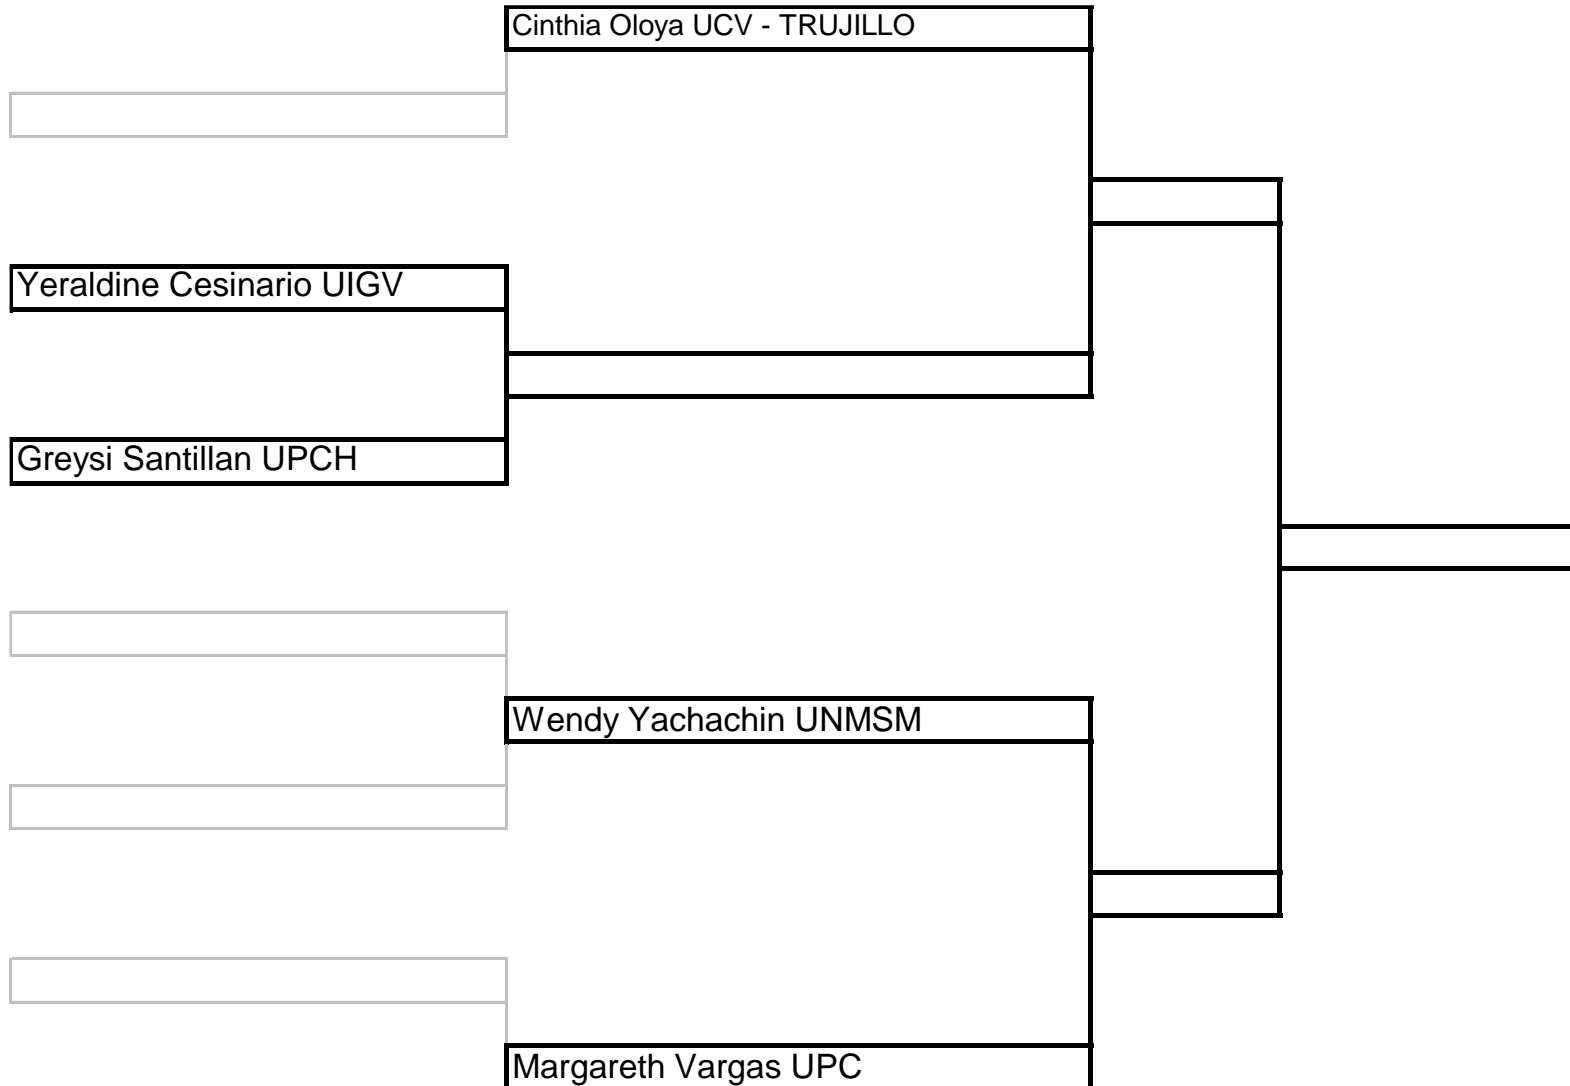 Cinthia Oloya UCV - TRUJILLO
Yeraldine Cesinario UIGV
Greysi Santillan UPCH
Wendy Yachachin UNMSM
Margareth Vargas UPC